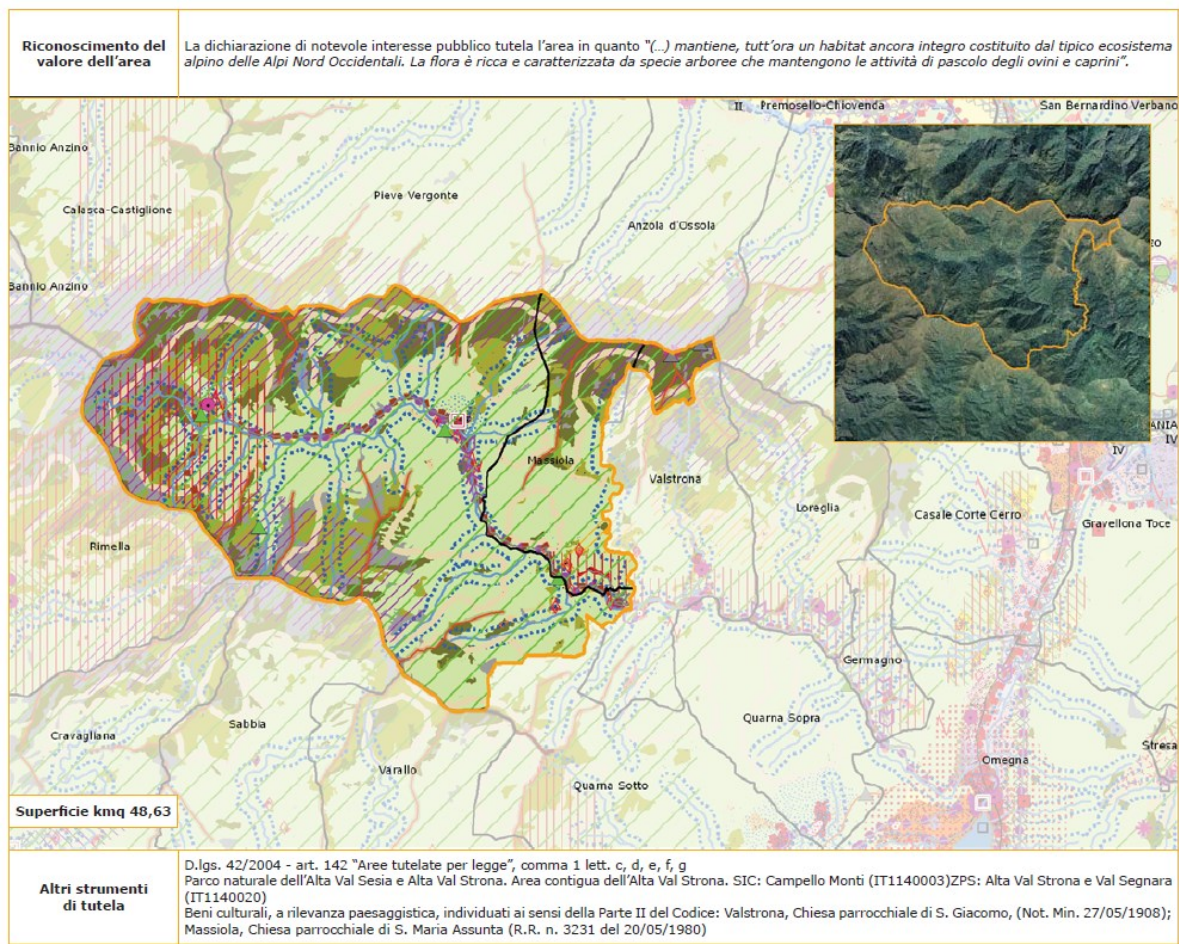 Riconoscimento del
valore dell'area
La dichiarazione di notevole interesse pubblico tutela l'area in quanto "(...) mantiene, tutt'ora un habitat ancora integro costituito dal tipico ecosistema
alpino delle Alpi Nord Occidentali. La flora è ricca e caratterizzata da specie arboree che mantengono le attività di pascolo degli ovini e caprini".
II
Premosello-Chiovenda
San Bernardino Verbano
Bannio Anzino
Pieve Vergonte
Calasca-Castiglione
Anzola d'Ossola
zo
Bannio Anzino
ANIA
IV
IV
Massiola
Valstrona
Loreglia
Casale Corte Cerro
Gravellona Toce
Rimella
Germagno
Quarna Sopra
Sabbia
Cravagliana
Stresa
Varallo
Omegna
Quarna Sotto
Superficie kmq 48,63
Altri strumenti
di tutela
D.lgs. 42/2004 - art. 142 "Aree tutelate per legge", comma 1 lett. c, d, e, f, g
Parco naturale dell'Alta Val Sesia e Alta Val Strona. Area contigua dell'Alta Val Strona. SIC: Campello Monti (IT1140003)ZPS: Alta Val Strona e Val Segnara
(IT1140020)
Beni culturali, a rilevanza paesaggistica, individuati ai sensi della Parte II del Codice: Valstrona, Chiesa parrocchiale di S. Giacomo, (Not. Min. 27/05/1908);
Massiola, Chiesa parrocchiale di S. Maria Assunta (R.R. n. 3231 del 20/05/1980)